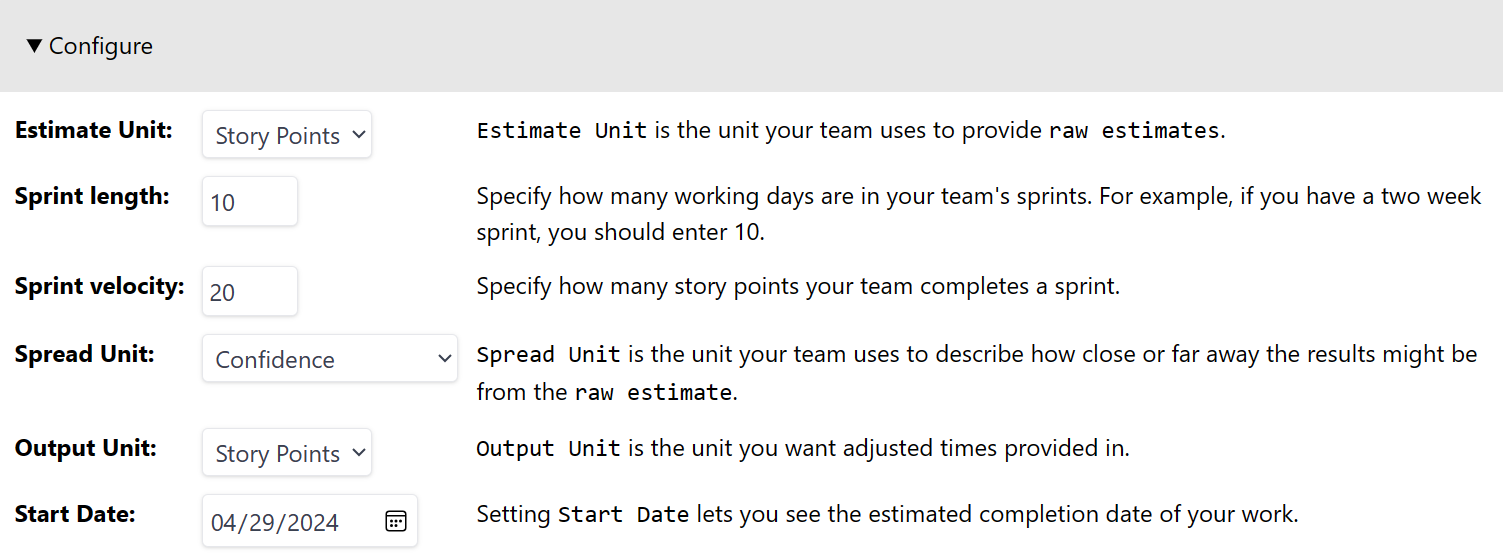 ▼ Configure
Estimate Unit: Story Points Estimate Unit is the unit your team uses to provide raw estimates.
Sprint length: 10 Specify how many working days are in your team's sprints. For example, if you have a two week
sprint, you should enter 10.
Sprint velocity: 20 Specify how many story points your team completes a sprint.
Spread Unit: Confidence Spread Unit is the unit your team uses to describe how close or far away the results might be
from the raw estimate.
Output Unit: Story Points Output Unit is the unit you want adjusted times provided in.
Start Date: 04/29/2024 Setting Start Date lets you see the estimated completion date of your work.